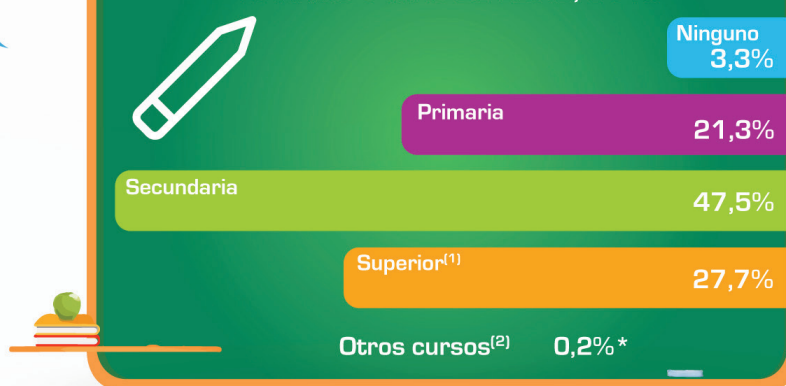 Ninguno
3,3%
Primaria
21,3%
Secundaria
47,5%
Superior(1)
27,7%
Otros cursos(2) 0,2%*